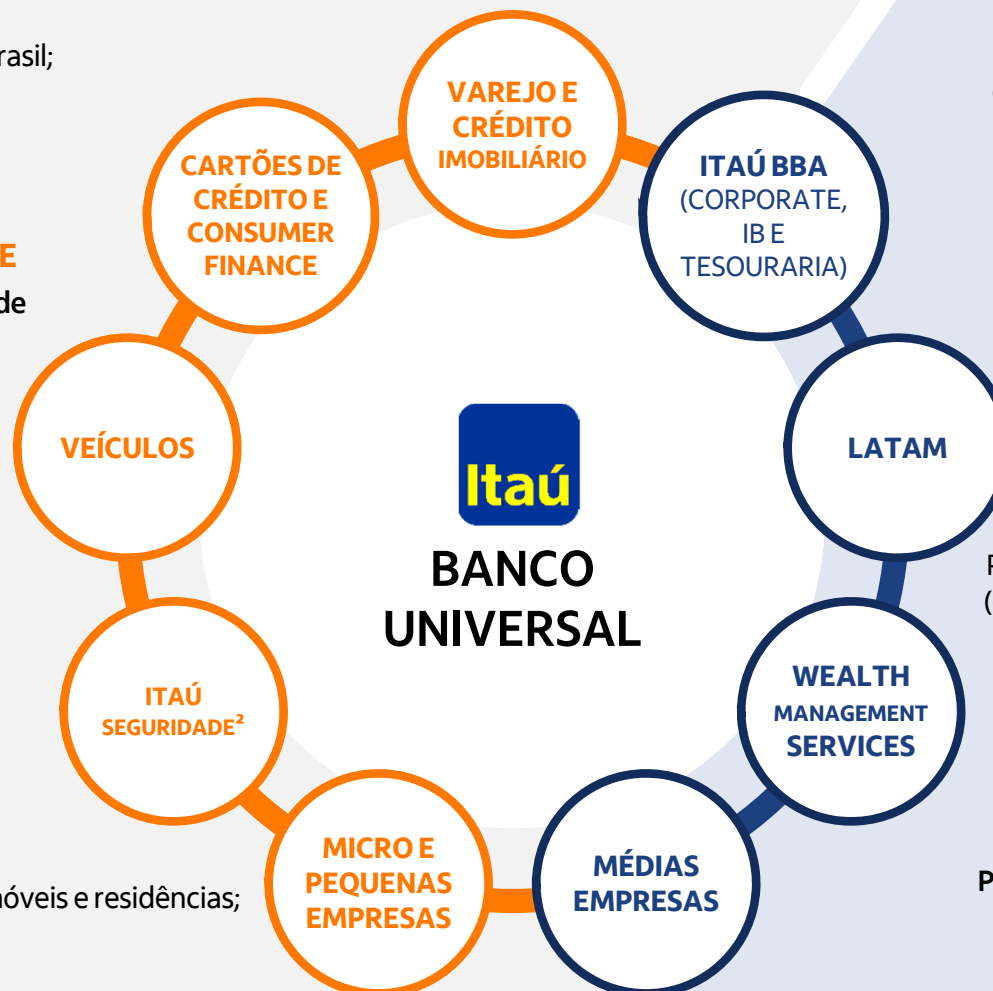 rasil;
VAREJO E
CRÉDITO
IMOBILIÁRIO
CARTÕES DE
CRÉDITO E
CONSUMER
FINANCE
ITAÚ BBA
(CORPORATE,
IB E
TESOURARIA)
E
de
VEÍCULOS
LATAM
Itaú
BANCO
UNIVERSAL
P
(
ITAÚ
SEGURIDADE²
WEALTH
MANAGEMENT
SERVICES
MICRO E
PEQUENAS
EMPRESAS
MÉDIAS
EMPRESAS
nóveis e residências;
P